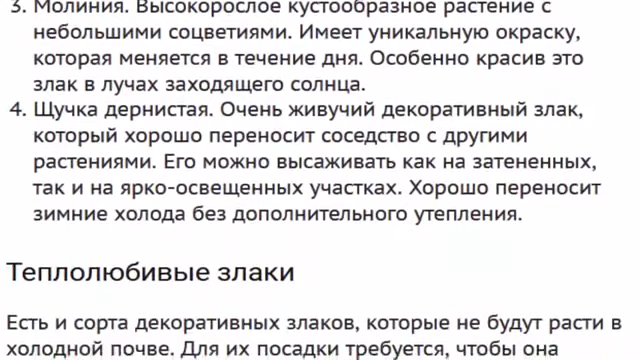 3. Молиния. Высокорослое кустообразное растение с
небольшими соцветиями. Имеет уникальную окраску,
которая меняется в течение дня. Особенно красив это
злак в лучах заходящего солнца.
4. Щучка дернистая. Очень живучий декоративный злак,
который хорошо переносит соседство с другими
растениями. Его можно высаживать как на затененных,
так и на ярко-освещенных участках. Хорошо переносит
зимние холода без дополнительного утепления.
Теплолюбивые злаки
Есть и сорта декоративных злаков, которые не будут расти в
холодной почве. Для их посадки требуется, чтобы она